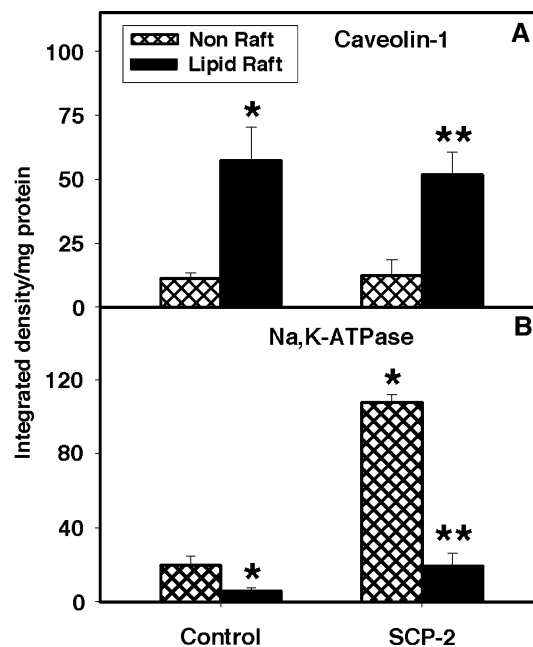 A
Non Raft
Lipid Raft
Caveolin-1
100
75
50
25
0
*
**
B
Na,K-ATPase
120
80
40
0
*
*
**
Integrated density/mg protein
Control SCP-2